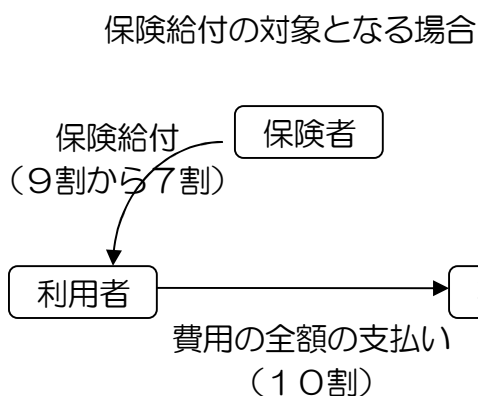 保険給付の対象となる場合
保険給付
（９割から７割）
保険者
利用者
費用の全額の支払い
（１０割）